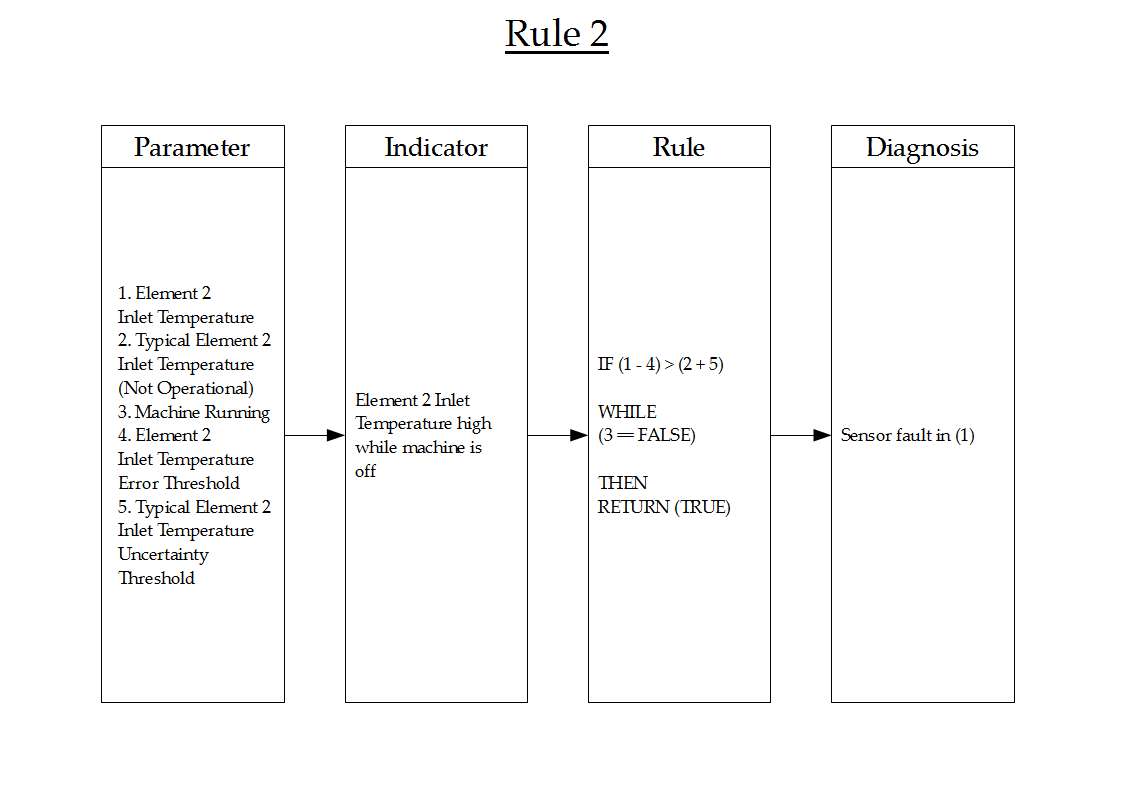 Rule 2
Parameter
1. Element 2
Inlet Temperature
2. Typical Element 2
Inlet Temperature
(Not Operational)
3. Machine Running
4. Element 2
Inlet Temperature
Error Threshold
5. Typical Element 2
Inlet Temperature
Uncertainty
Threshold
Indicator
Element 2 Inlet
Temperature high
while machine is
off
Rule
IF (1 - 4) > (2 + 5)
WHILE
(3 == FALSE)
THEN
RETURN (TRUE)
Diagnosis
Sensor fault in (1)